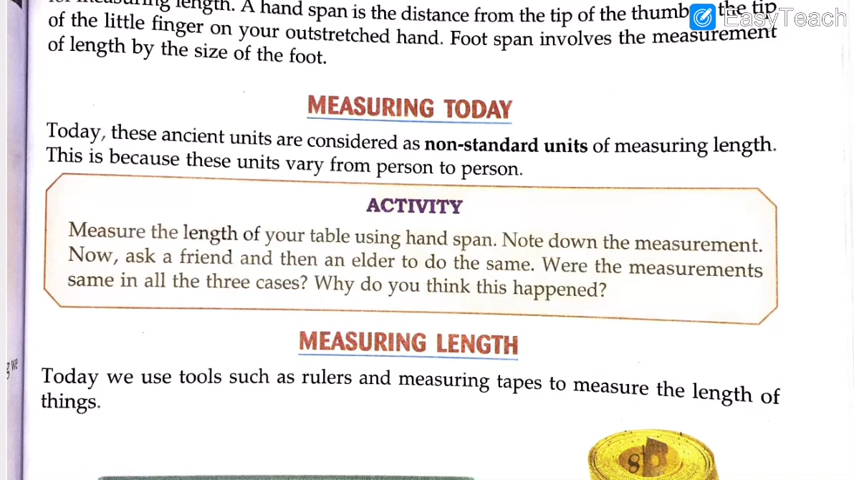 for measuring length. A hand span is the distance from the tip of the thumb the tip
EasyTeach
of the little finger on your outstretched hand. Foot span involves the measurement
of length by the size of the foot.
MEASURING TODAY
Today, these ancient units are considered as non-standard units of measuring length.
This is because these units vary from person to person.
ACTIVITY
Measure the length of your table using hand span. Note down the measurement.
Now, ask a friend and then an elder to do the same. Were the measurements
same in all the three cases? Why do you think this happened?
MEASURING LENGTH
we
Today we use tools such as rulers and measuring tapes to measure the length of
things.
8